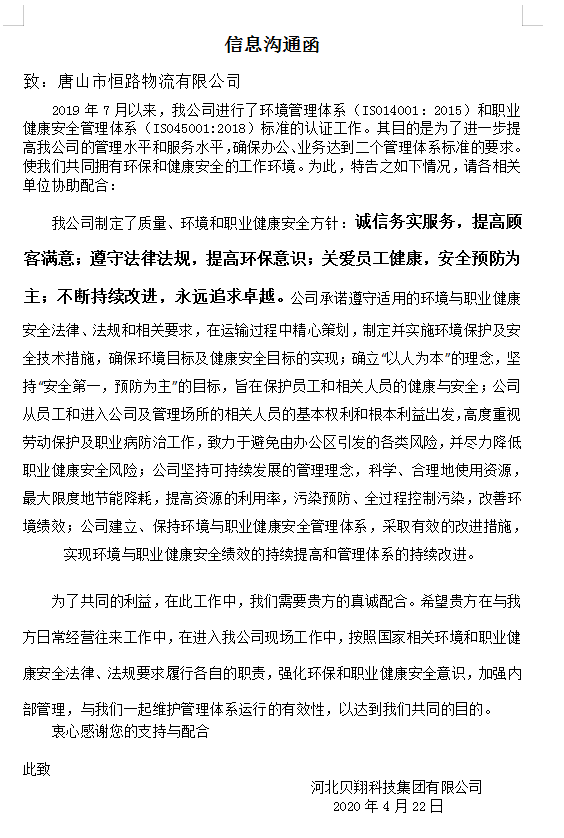 信息沟通函
致：唐山市恒路物流有限公司
2019年7月以来，我公司进行了环境管理体系（ISO14001：2015）和职业
健康安全管理体系（ISO45001:2018）标准的认证工作。其目的是为了进一步提
高我公司的管理水平和服务水平，确保办公、业务达到二个管理体系标准的要求。
使我们共同拥有环保和健康安全的工作环境。为此，特告之如下情况，请各相关
单位协助配合：
我公司制定了质量、环境和职业健康安全方针：诚信务实服务，提高顾
客满意；遵守法律法规，提高环保意识；关爱员工健康，安全预防为
主；不断持续改进，永远追求卓越。公司承诺遵守适用的环境与职业健康
安全法律、法规和相关要求，在运输过程中精心策划，制定并实施环境保护及安
全技术措施，确保环境目标及健康安全目标的实现；确立“以人为本”的理念，坚
持“安全第一，预防为主”的目标，旨在保护员工和相关人员的健康与安全；公司
从员工和进入公司及管理场所的相关人员的基本权利和根本利益出发，高度重视
劳动保护及职业病防治工作，致力于避免由办公区引发的各类风险，并尽力降低
职业健康安全风险；公司坚持可持续发展的管理理念，科学、合理地使用资源，
最大限度地节能降耗，提高资源的利用率，污染预防、全过程控制污染，改善环
境绩效；公司建立、保持环境与职业健康安全管理体系，采取有效的改进措施，
实现环境与职业健康安全绩效的持续提高和管理体系的持续改进。
为了共同的利益，在此工作中，我们需要贵方的真诚配合。希望贵方在与我
方日常经营往来工作中，在进入我公司现场工作中，按照国家相关环境和职业健
康安全法律、法规要求履行各自的职责，强化环保和职业健康安全意识，加强内
部管理，与我们一起维护管理体系运行的有效性，以达到我们共同的目的。
衷心感谢您的支持与配合
此致
河北贝翔科技集团有限公司
2020年4月22日